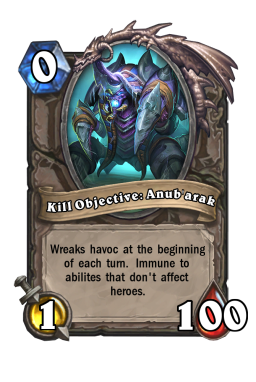 0
Kill Objective: Anub'arak
Wreaks havoc at the beginning
of each turn. Immune to
abilites that don't affect
heroes.
1
100